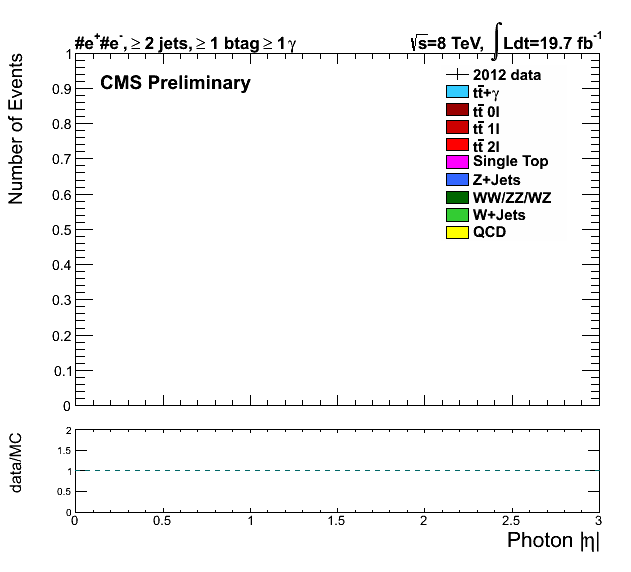 #e+#e-, ≥ 2 jets, ≥ 1 btag ≥ 1γ
√s=8 TeV, ∫Ldt=19.7 fb-1
CMS Preliminary
2012 data
tt̄+γ
tt̄ 0l
tt̄ 1l
tt̄ 2l
Single Top
Z+Jets
WW/ZZ/WZ
W+Jets
QCD
Number of Events
1
0.9
0.8
0.7
0.6
0.5
0.4
0.3
0.2
0.1
0
data/MC
2
1.5
1
0.5
0
0 0.5 1 1.5 2 2.5 3
Photon |η|